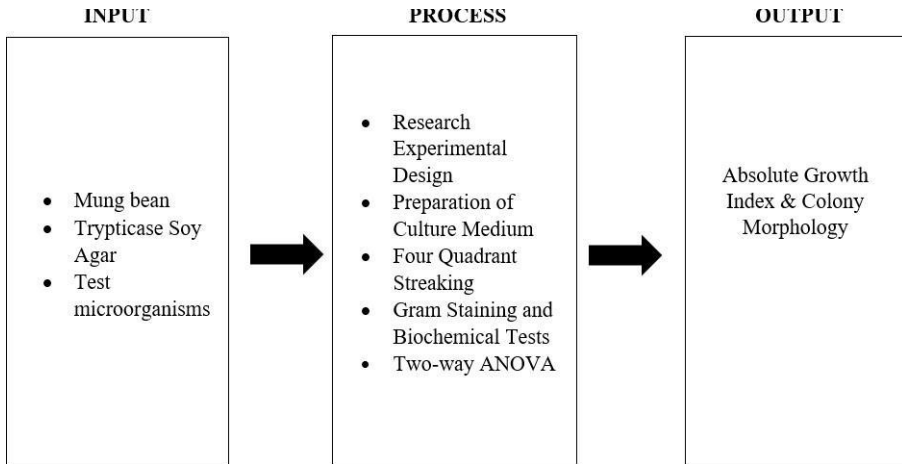 INPUT
PROCESS
OUTPUT
• Mung bean
• Trypticase Soy
Agar
• Test
microorganisms
• Research
Experimental
Design
• Preparation of
Culture Medium
• Four Quadrant
Streaking
• Gram Staining and
Biochemical Tests
• Two-way ANOVA
Absolute Growth
Index & Colony
Morphology